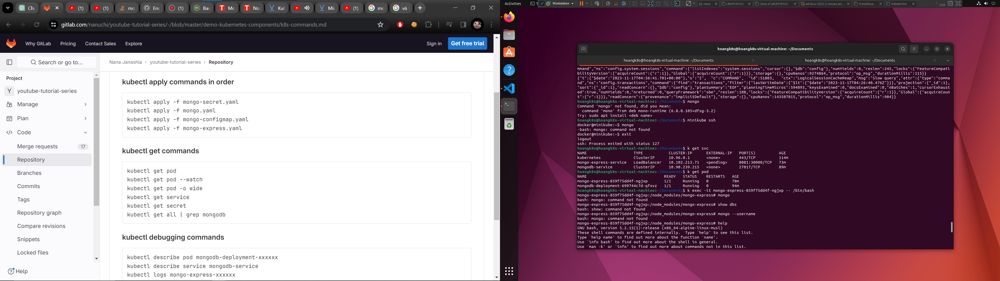 Cha
(1)
(1)
mo
Enc
(1)
Bas
Mo
Noo
Kub
Min
(1)
mo
và t
gitlab.com/nanuchi/youtube-tutorial-series/-/blob/master/demo-kubernetes-components/k8s-commands.md
Why GitLab
Pricing
Contact Sales
Explore
Sign in
Get free trial
Search or go to...
Nana Janashia
youtube-tutorial-series
Repository
Project
Y
youtube-tutorial-series
Manage
Plan
Code
Merge requests
17
Repository
Branches
Commits
Tags
Repository graph
Compare revisions
Snippets
Locked files
Help
kubectl apply commands in order
kubectl apply -f mongo-secret.yaml
kubectl apply -f mongo.yaml
kubectl apply -f mongo-configmap.yaml
kubectl apply -f mongo-express.yaml
kubectl get commands
kubectl get pod
kubectl get pod --watch
kubectl get pod -o wide
kubectl get service
kubectl get secret
kubectl get all | grep mongodb
kubectl debugging commands
kubectl describe pod mongodb-deployment-xxxxxx
kubectl describe service mongodb-service
kubectl logs mongo-express-xxxxxx
Activities
Workstation
Home
UBUNTUFA23
Clone of UBUNTUFA23
kali-linux-2023.3-vmware-am...
Prometheus
WebsiteTest
hoangk8s@hoangk8s-virtual-machine: ~/Documents
hoangk8s@hoangk8s-virtual-machine: ~/Documents
hoangk8s@hoangk8s-virtual-machine: ~/Documents
mmand","ns":"config.system.sessions","command":{"listIndexes":"system.sessions","cursor":{},"$db":"config"},"numYields":0,"reslen":245,"locks":{"FeatureCompati
bilityVersion":{"acquireCount":{"r":1}},"Global":{"acquireCount":{"r":1}}},"storage":{},"cpuNanos":9274864,"protocol":"op_msg","durationMillis":115}}
{"t":{"$date":"2023-11-17T04:56:41.701+00:00"},"s":"I",  "c":"COMMAND",  "id":51803,   "ctx":"LogicalSessionCacheReap","msg":"Slow query","attr":{"type":"comma
nd","ns":"config.transactions","command":{"find":"transactions","filter":{"lastWriteDate":{"$lt":{"$date":"2023-11-17T04:26:40.476Z"}}},"projection":{"_id":1},
"sort":{"_id":1},"readConcern":{},"$db":"config"},"planSummary":"EOF","planningTimeMicros":594093,"keysExamined":0,"docsExamined":0,"nBatches":1,"cursorExhaust
ed":true,"numYields":0,"nreturned":0,"queryFramework":"sbe","reslen":108,"locks":{"FeatureCompatibilityVersion":{"acquireCount":{"r":1}},"Global":{"acquireCoun
t":{"r":1}}},"readConcern":{"provenance":"implicitDefault"},"storage":{},"cpuNanos":143507815,"protocol":"op_msg","durationMillis":984}}
hoangk8s@hoangk8s-virtual-machine:~/Documents$ mongo
Command 'mongo' not found, did you mean:
command 'mono' from deb mono-runtime (6.8.0.105+dfsg-3.2)
Try: sudo apt install <deb name>
hoangk8s@hoangk8s-virtual-machine:~/Documents$ minikube ssh
docker@minikube:~$ mongo
-bash: mongo: command not found
docker@minikube:~$ exit
logout
ssh: Process exited with status 127
hoangk8s@hoangk8s-virtual-machine:~/Documents$ k get svc
NAME TYPE CLUSTER-IP EXTERNAL-IP PORT(S) AGE
kubernetes ClusterIP 10.96.0.1 <none> 443/TCP 114m
mongo-express-service LoadBalancer 10.102.213.71 <pending> 8081:30000/TCP 73m
mongodb-service ClusterIP 10.98.239.215 <none> 27017/TCP 89m
hoangk8s@hoangk8s-virtual-machine:~/Documents$ k get pod
NAME READY STATUS RESTARTS AGE
mongo-express-859f75dd4f-ngjxp 1/1 Running 0 78m
mongodb-deployment-699744c7d-qfxvz 1/1 Running 0 94m
hoangk8s@hoangk8s-virtual-machine:~/Documents$ k exec -it mongo-express-859f75dd4f-ngjxp -- /bin/bash
mongo-express-859f75dd4f-ngjxp:/node_modules/mongo-express# mongo
bash: mongo: command not found
mongo-express-859f75dd4f-ngjxp:/node_modules/mongo-express# show dbs
bash: show: command not found
mongo-express-859f75dd4f-ngjxp:/node_modules/mongo-express# mongo --username
bash: mongo: command not found
mongo-express-859f75dd4f-ngjxp:/node_modules/mongo-express# help
GNU bash, version 5.2.15(1)-release (x86_64-alpine-linux-musl)
These shell commands are defined internally.  Type `help' to see this list.
Type `help name' to find out more about the function `name'.
Use `info bash' to find out more about the shell in general.
Use `man -k' or `info' to find out more about commands not in this list.